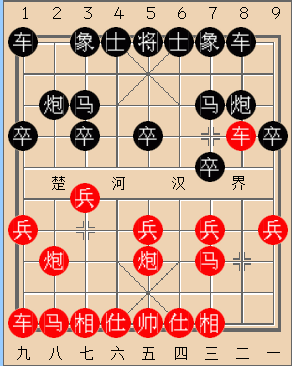 1 2 3 4 5 6 7 8 9
车 象 士 将 士 象 车
炮 马 马 炮
卒 卒 卒 车 卒
卒
楚 河 汉 界
兵
兵 兵 兵 兵
炮 炮 马
车 马 相 仕 帅 仕 相
九 八 七 六 五 四 三 二 一